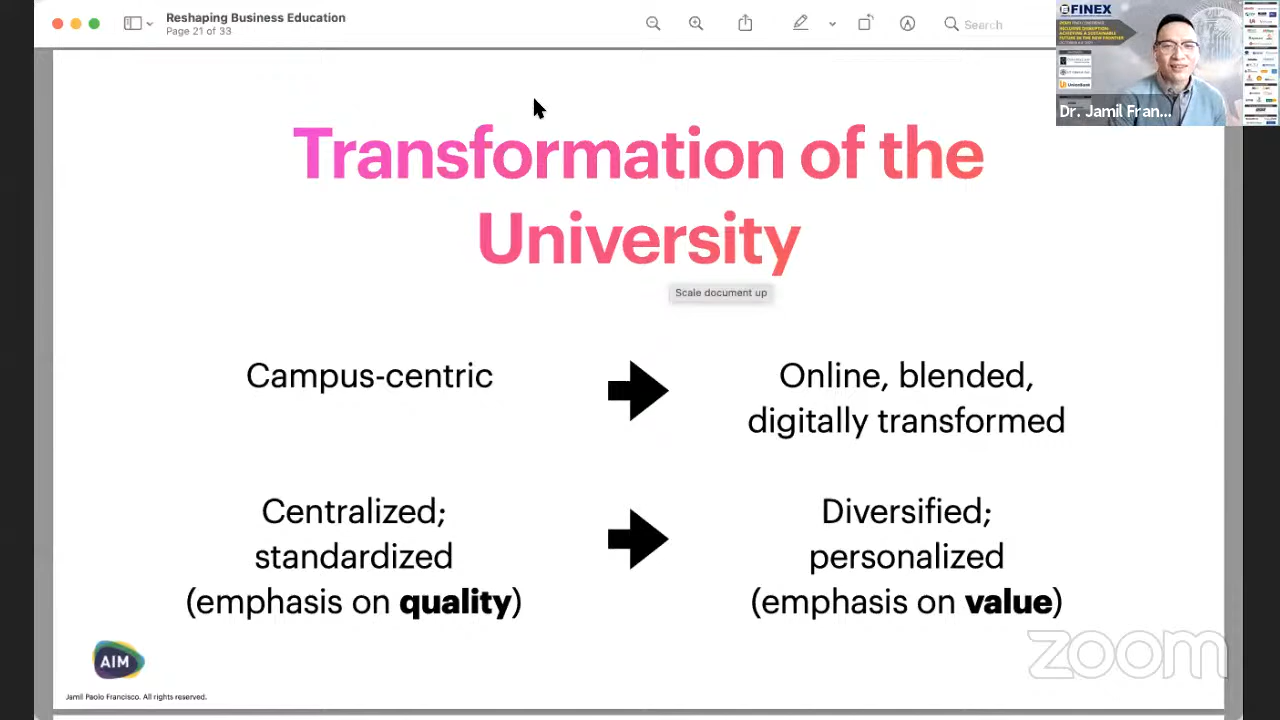 Reshaping Business Education
Page 21 of 33
Search
FINEX
INCLUSIVE DISRUPTION:
Dr. Jamil Fran...
Transformation of the
University
Scale document up
Campus-centric
Online, blended,
digitally transformed
Centralized;
standardized
(emphasis on quality)
Diversified;
personalized
(emphasis on value)
AIM
Jamil Paolo Francisco. All rights reserved.
zoom